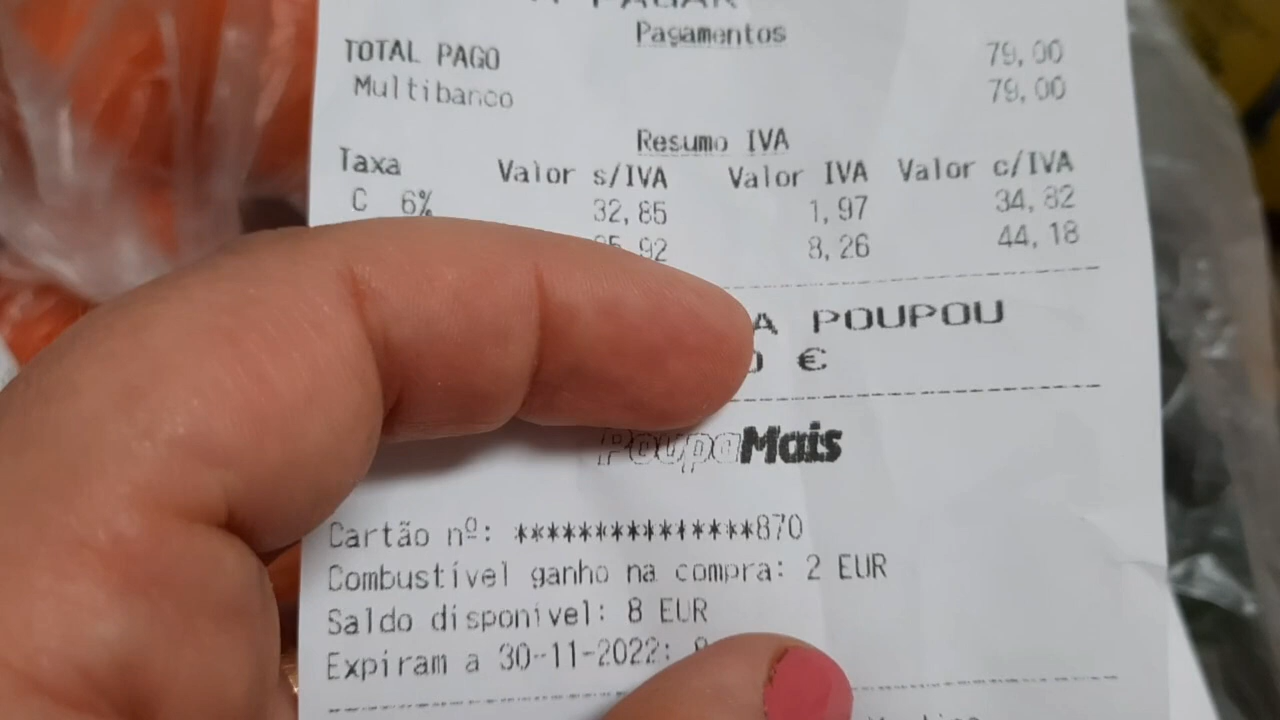 PAGAR
Pagamentos
TOTAL PAGO 79,00
Multibanco 79,00
Resumo IVA
Taxa Valor s/IVA Valor IVA Valor c/IVA
C 6% 32,85 1,97 34,82
8,26 44,18
POUPOU
€
PoupaMais
Cartão nº: ***************870
Combustível ganho na compra: 2 EUR
Saldo disponível: 8 EUR
Expiram a 30-11-2022: